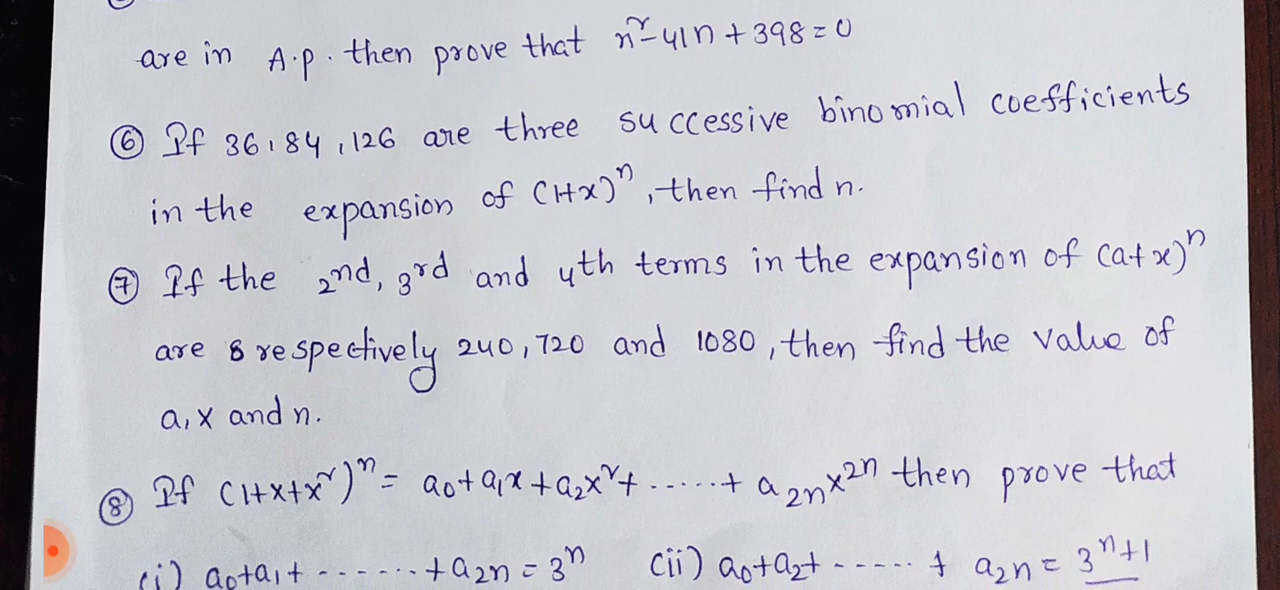 are in A.p. then prove that n²-41n+398=0
⑥ If 36,84,126 are three successive binomial coefficients
in the expansion of (1+x)ⁿ, then find n.
⑦ If the 2nd, 3rd and 4th terms in the expansion of (a+x)ⁿ
are respectively 240,720 and 1080, then find the value of
a,x and n.
⑧ If (1+x+x²)ⁿ = a₀+a₁x+a₂x²+......+a₂ₙx²ⁿ then prove that
(i) a₀+a₁+.......+a₂ₙ=3ⁿ (ii) a₀+a₂+.....+a₂ₙ=3ⁿ+1